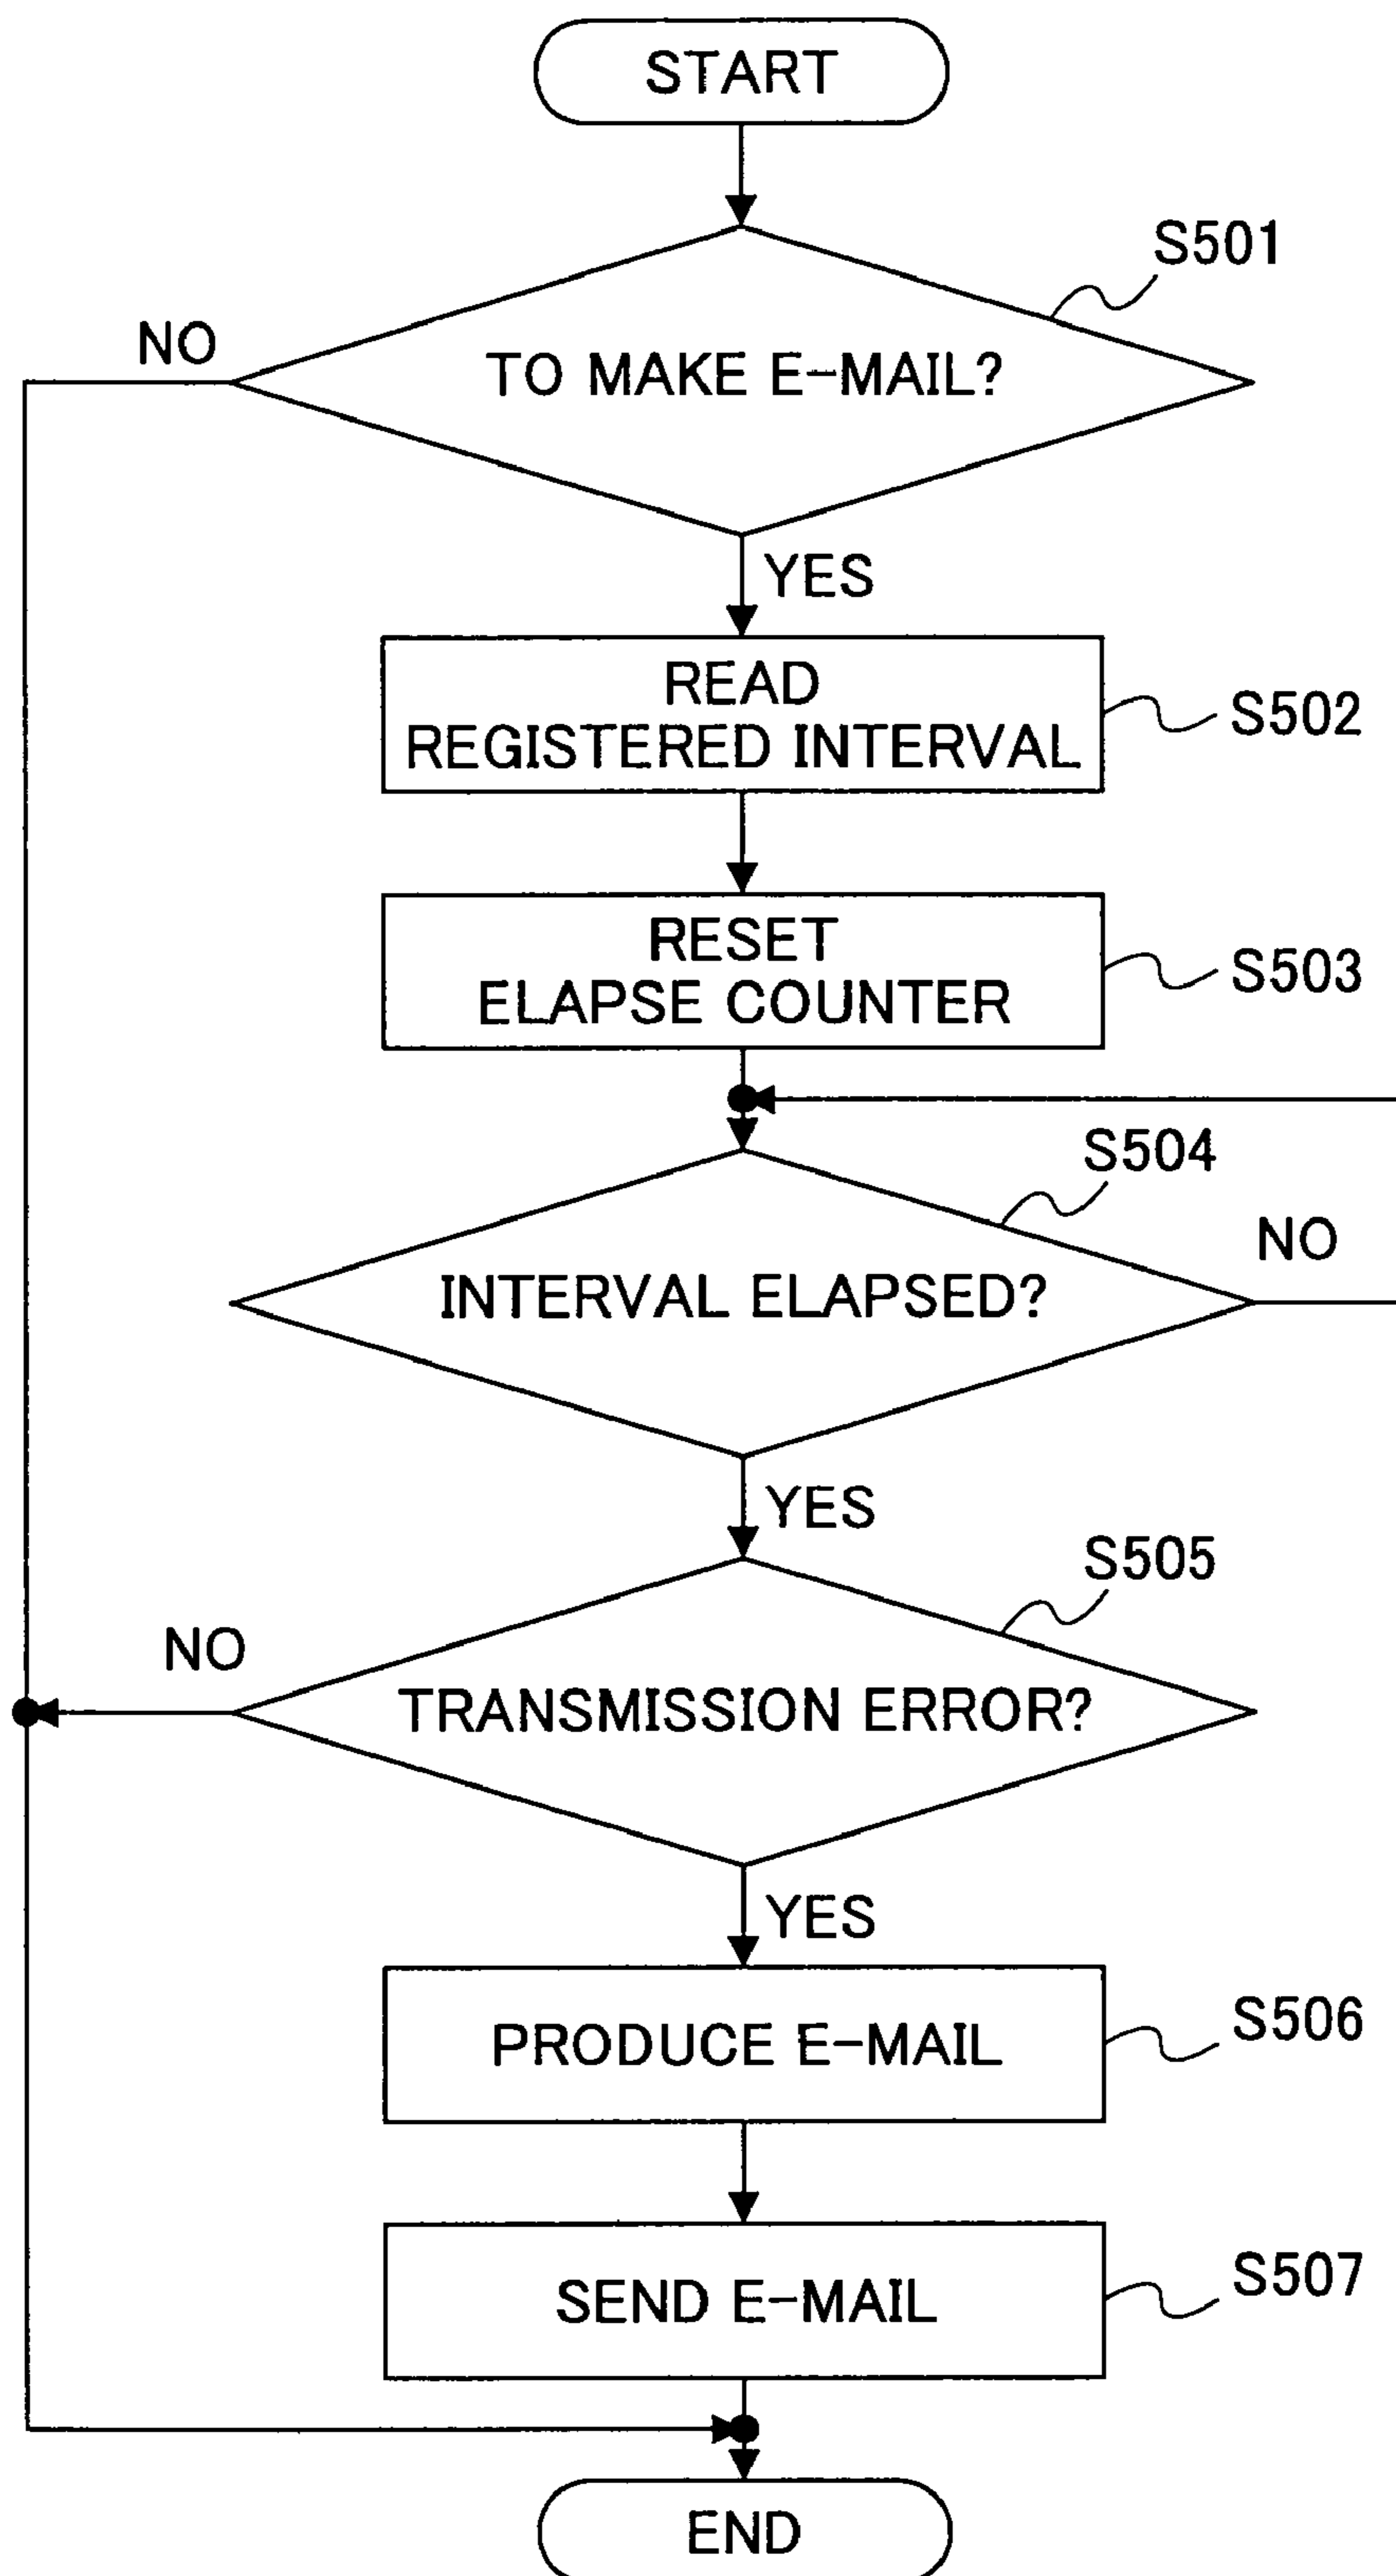 START
S501
NO
TO MAKE E-MAIL?
YES
READ
REGISTERED INTERVAL
S502
RESET
ELAPSE COUNTER
S503
S504
NO
INTERVAL ELAPSED?
YES
S505
NO
TRANSMISSION ERROR?
YES
PRODUCE E-MAIL
S506
SEND E-MAIL
S507
END